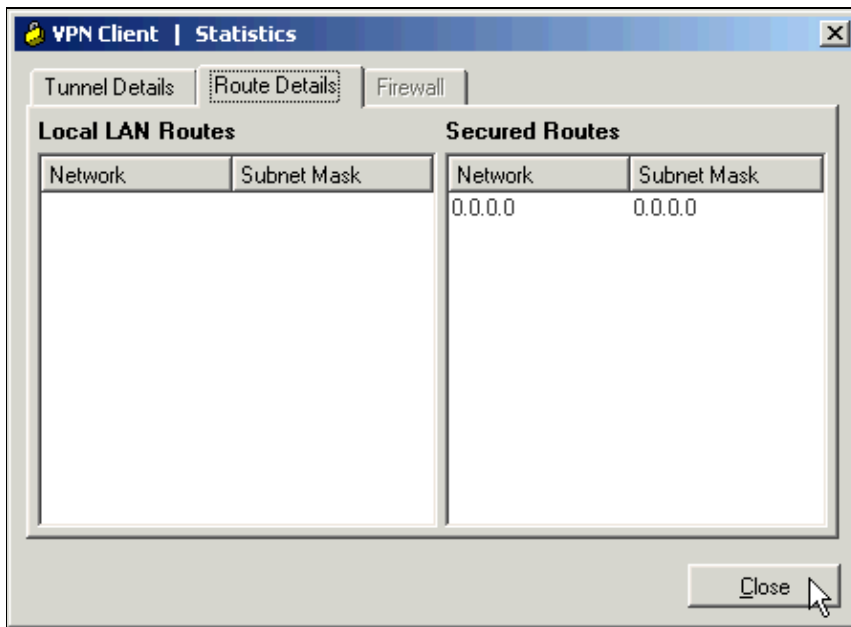 VPN Client | Statistics
Tunnel Details Route Details Firewall
Local LAN Routes Secured Routes
Network Subnet Mask Network Subnet Mask
0.0.0.0 0.0.0.0
Close